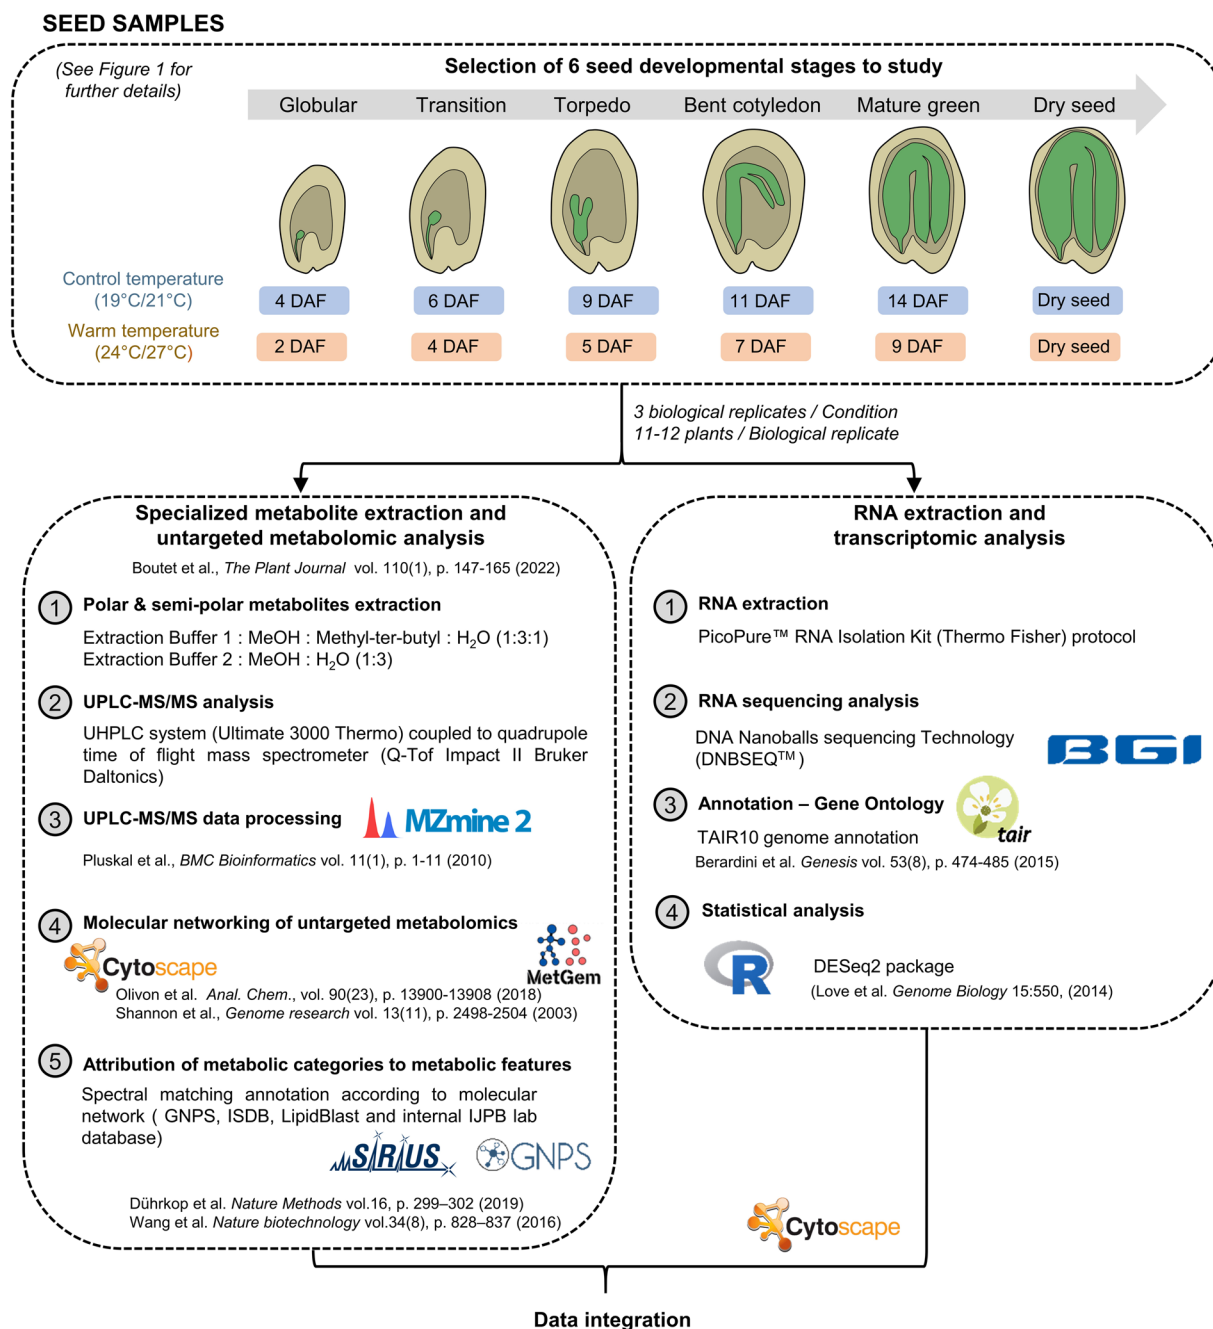 SEED SAMPLES
(See Figure 1 for
further details)
Selection of 6 seed developmental stages to study
Globular Transition Torpedo Bent cotyledon Mature green Dry seed
Control temperature
(19°C/21°C)
4 DAF 6 DAF 9 DAF 11 DAF 14 DAF Dry seed
Warm temperature
(24°C/27°C)
2 DAF 4 DAF 5 DAF 7 DAF 9 DAF Dry seed
3 biological replicates / Condition
11-12 plants / Biological replicate
Specialized metabolite extraction and
untargeted metabolomic analysis
Boutet et al., The Plant Journal vol. 110(1), p. 147-165 (2022)
1 Polar & semi-polar metabolites extraction
Extraction Buffer 1 : MeOH : Methyl-ter-butyl : H2O (1:3:1)
Extraction Buffer 2 : MeOH : H2O (1:3)
2 UPLC-MS/MS analysis
UHPLC system (Ultimate 3000 Thermo) coupled to quadrupole
time of flight mass spectrometer (Q-Tof Impact II Bruker
Daltonics)
3 UPLC-MS/MS data processing MZmine 2
Pluskal et al., BMC Bioinformatics vol. 11(1), p. 1-11 (2010)
4 Molecular networking of untargeted metabolomics
Cytoscape MetGem
Olivon et al. Anal. Chem., vol. 90(23), p. 13900-13908 (2018)
Shannon et al., Genome research vol. 13(11), p. 2498-2504 (2003)
5 Attribution of metabolic categories to metabolic features
Spectral matching annotation according to molecular
network ( GNPS, ISDB, LipidBlast and internal IJPB lab
database)
SIRIUS GNPS
Dührkop et al. Nature Methods vol.16, p. 299–302 (2019)
Wang et al. Nature biotechnology vol.34(8), p. 828–837 (2016)
RNA extraction and
transcriptomic analysis
1 RNA extraction
PicoPure™ RNA Isolation Kit (Thermo Fisher) protocol
2 RNA sequencing analysis
DNA Nanoballs sequencing Technology
(DNBSEQ™)
BGI
3 Annotation – Gene Ontology
TAIR10 genome annotation
tair
Berardini et al. Genesis vol. 53(8), p. 474-485 (2015)
4 Statistical analysis
R
DESeq2 package
(Love et al. Genome Biology 15:550, (2014)
Cytoscape
Data integration